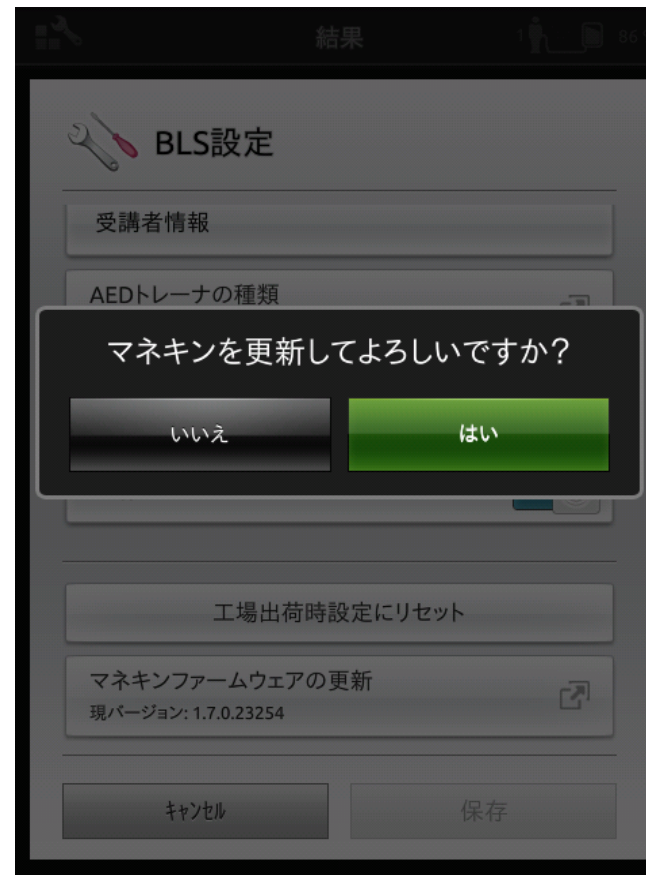 結果
1
86
BLS設定
受講者情報
AEDトレーナの種類
マネキンを更新してよろしいですか?
いいえ
はい
工場出荷時設定にリセット
マネキンファームウェアの更新
現バージョン: 1.7.0.23254
ｷｬﾝｾﾙ
保存